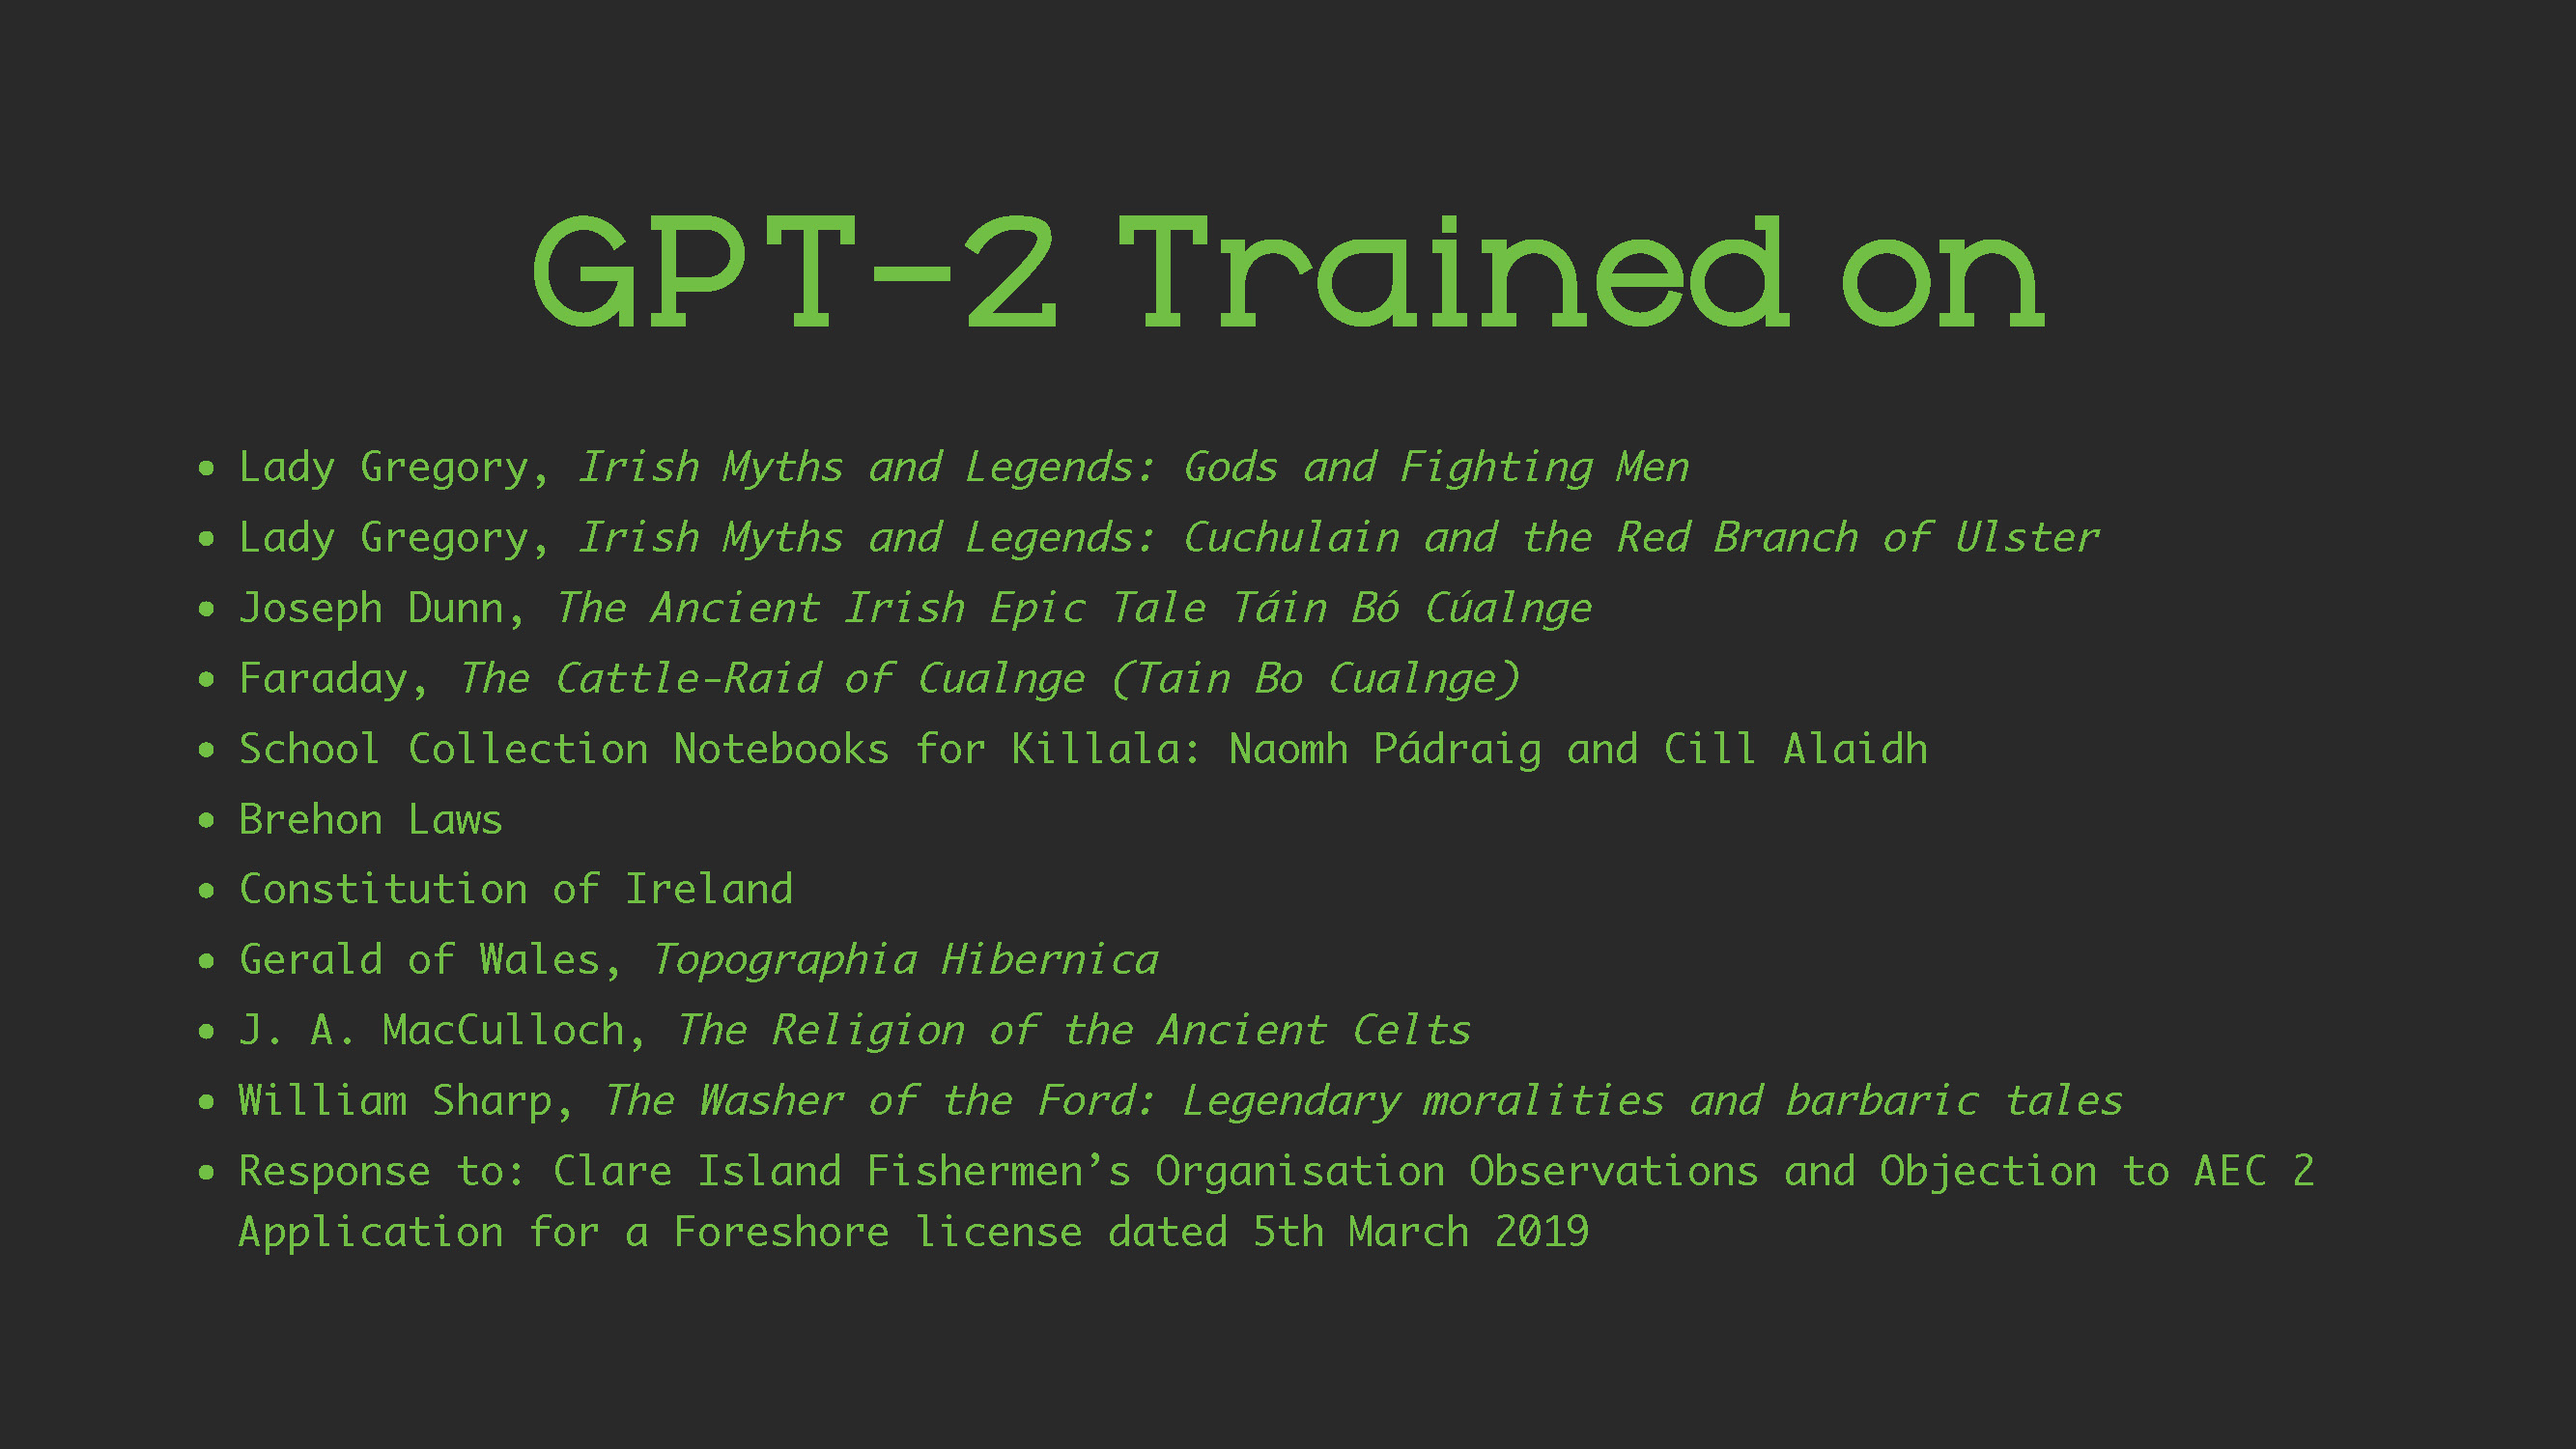 GPT-2 Trained on
• Lady Gregory, Irish Myths and Legends: Gods and Fighting Men
• Lady Gregory, Irish Myths and Legends: Cuchulain and the Red Branch of Ulster
• Joseph Dunn, The Ancient Irish Epic Tale Táin Bó Cúalnge
• Faraday, The Cattle-Raid of Cualnge (Tain Bo Cualnge)
• School Collection Notebooks for Killala: Naomh Pádraig and Cill Alaidh
• Brehon Laws
• Constitution of Ireland
• Gerald of Wales, Topographia Hibernica
• J. A. MacCulloch, The Religion of the Ancient Celts
• William Sharp, The Washer of the Ford: Legendary moralities and barbaric tales
• Response to: Clare Island Fishermen’s Organisation Observations and Objection to AEC 2
Application for a Foreshore license dated 5th March 2019